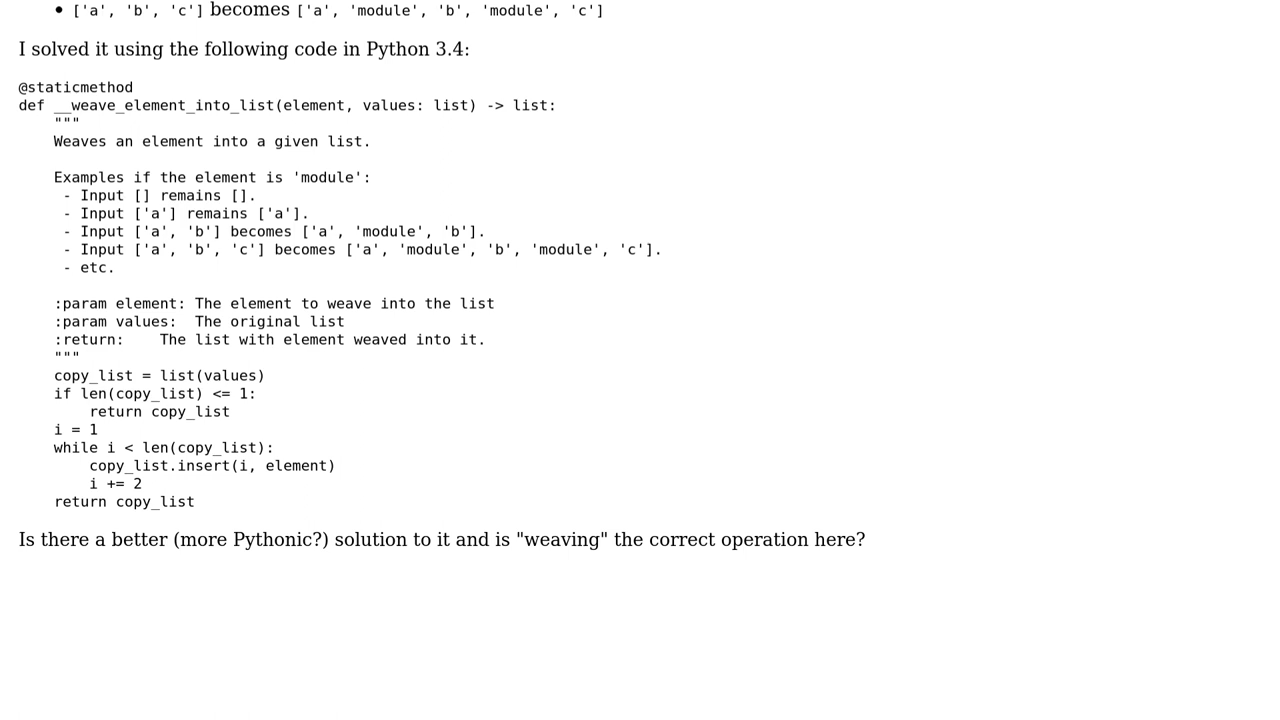 • ['a', 'b', 'c'] becomes ['a', 'module', 'b', 'module', 'c']
I solved it using the following code in Python 3.4:
@staticmethod
def __weave_element_into_list(element, values: list) -> list:
    """
    Weaves an element into a given list.

    Examples if the element is 'module':
     - Input [] remains [].
     - Input ['a'] remains ['a'].
     - Input ['a', 'b'] becomes ['a', 'module', 'b'].
     - Input ['a', 'b', 'c'] becomes ['a', 'module', 'b', 'module', 'c'].
     - etc.

    :param element: The element to weave into the list
    :param values:  The original list
    :return:    The list with element weaved into it.
    """
    copy_list = list(values)
    if len(copy_list) <= 1:
        return copy_list
    i = 1
    while i < len(copy_list):
        copy_list.insert(i, element)
        i += 2
    return copy_list
Is there a better (more Pythonic?) solution to it and is "weaving" the correct operation here?